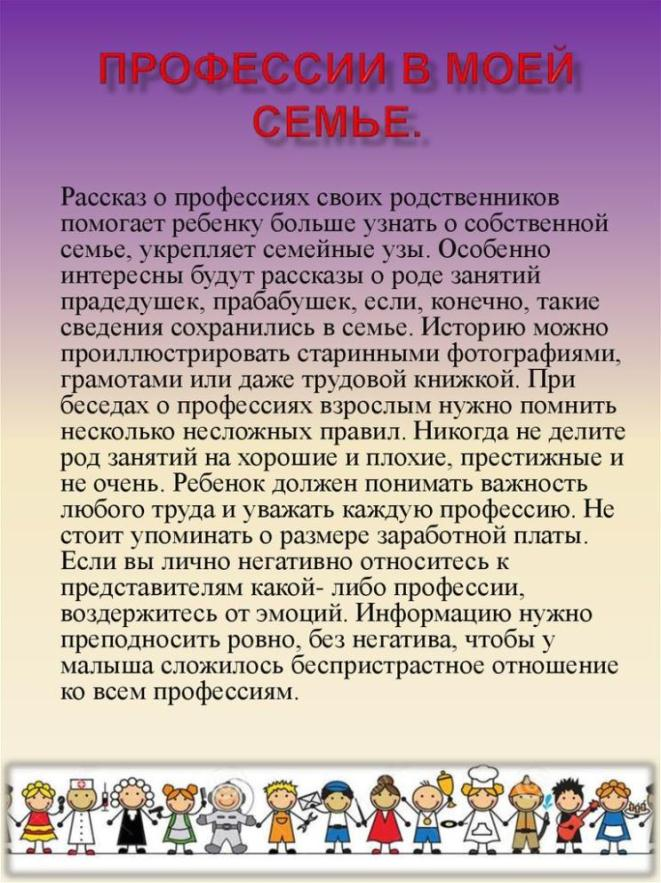 ПРОФЕССИИ В МОЕЙ
СЕМЬЕ.
Рассказ о профессиях своих родственников
помогает ребенку больше узнать о собственной
семье, укрепляет семейные узы. Особенно
интересны будут рассказы о роде занятий
прадедушек, прабабушек, если, конечно, такие
сведения сохранились в семье. Историю можно
проиллюстрировать старинными фотографиями,
грамотами или даже трудовой книжкой. При
беседах о профессиях взрослым нужно помнить
несколько несложных правил. Никогда не делите
род занятий на хорошие и плохие, престижные и
не очень. Ребенок должен понимать важность
любого труда и уважать каждую профессию. Не
стоит упоминать о размере заработной платы.
Если вы лично негативно относитесь к
представителям какой- либо профессии,
воздержитесь от эмоций. Информацию нужно
преподносить ровно, без негатива, чтобы у
малыша сложилось беспристрастное отношение
ко всем профессиям.